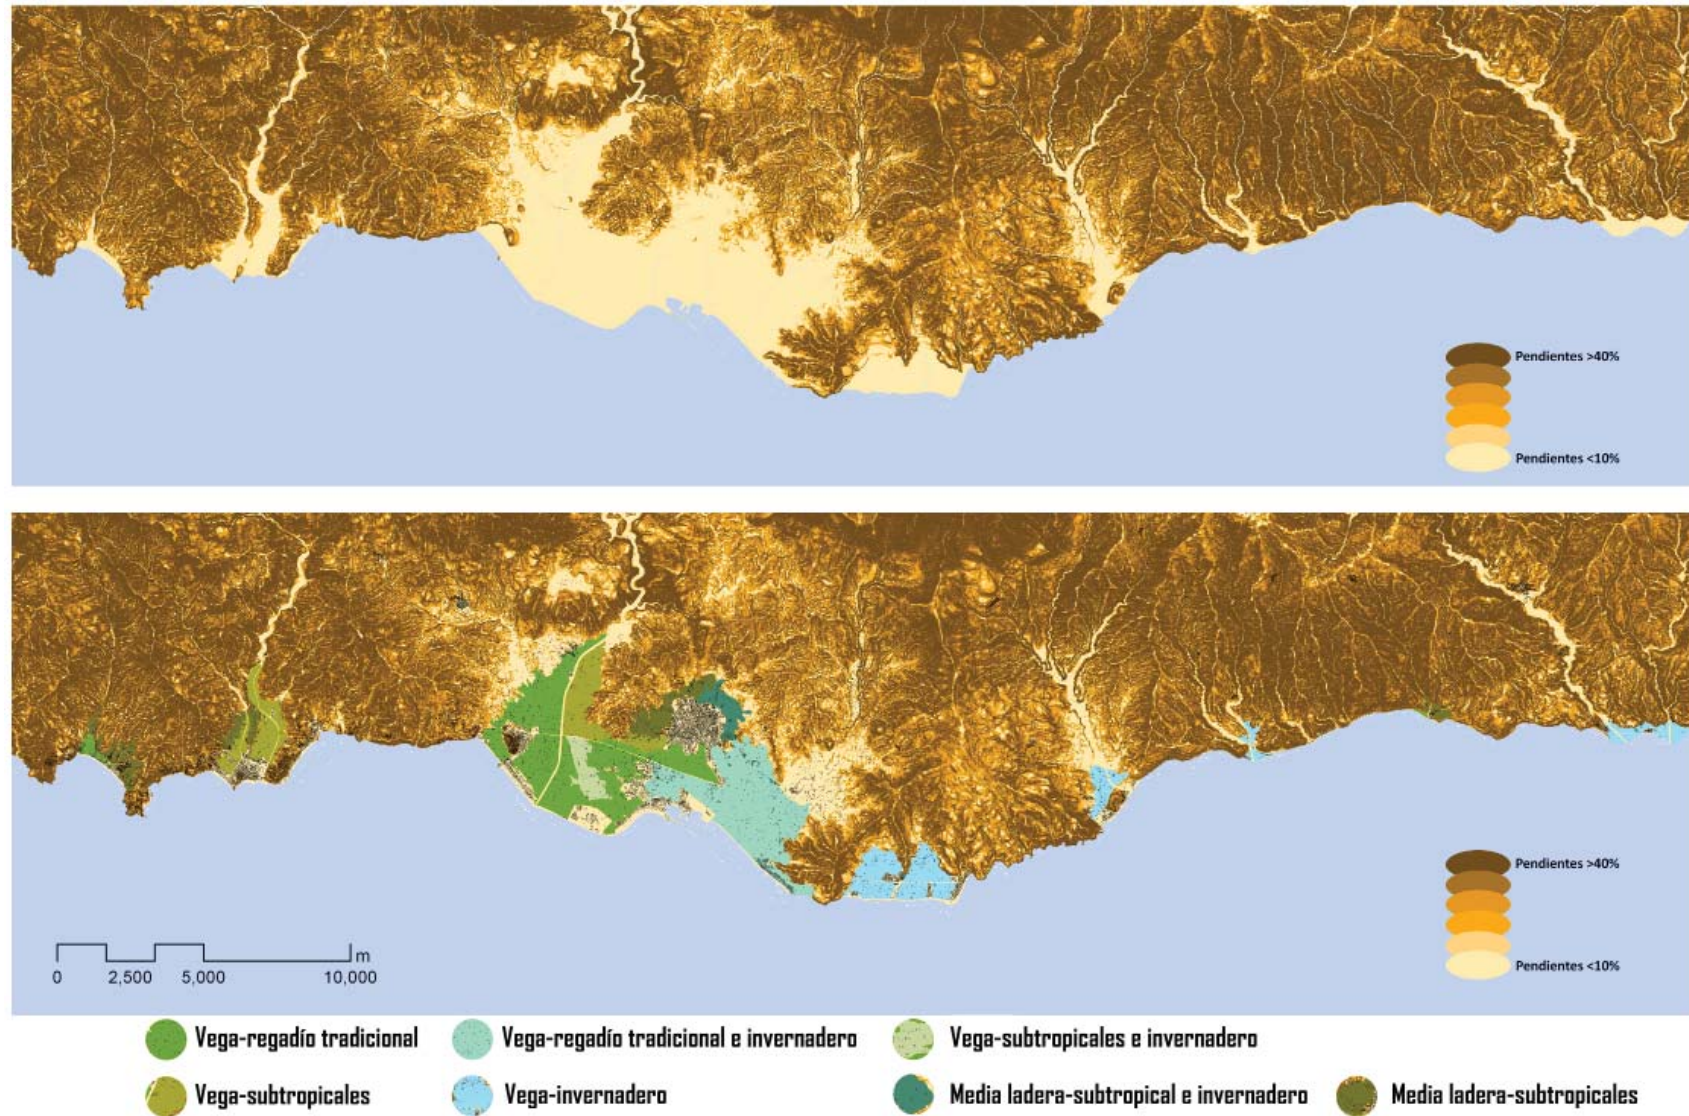 Pendientes >40%
Pendientes <10%
Pendientes >40%
Pendientes <10%
m
0 2,500 5,000 10,000
Vega-regadío tradicional
Vega-regadío tradicional e invernadero
Vega-subtropicales e invernadero
Vega-subtropicales
Vega-invernadero
Media ladera-subtropical e invernadero
Media ladera-subtropicales